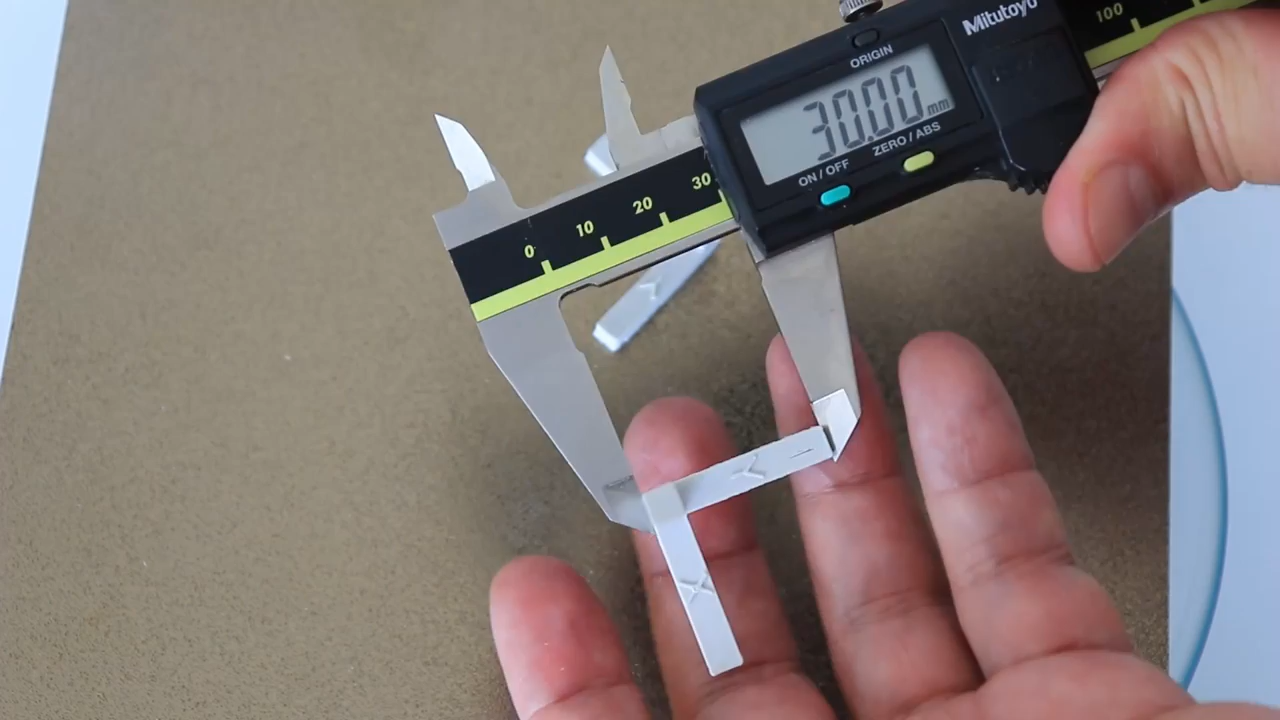 Mitutoyo
100
ORIGIN
30.00 mm
ZERO / ABS
ON / OFF
0 10 20 30
Y
X